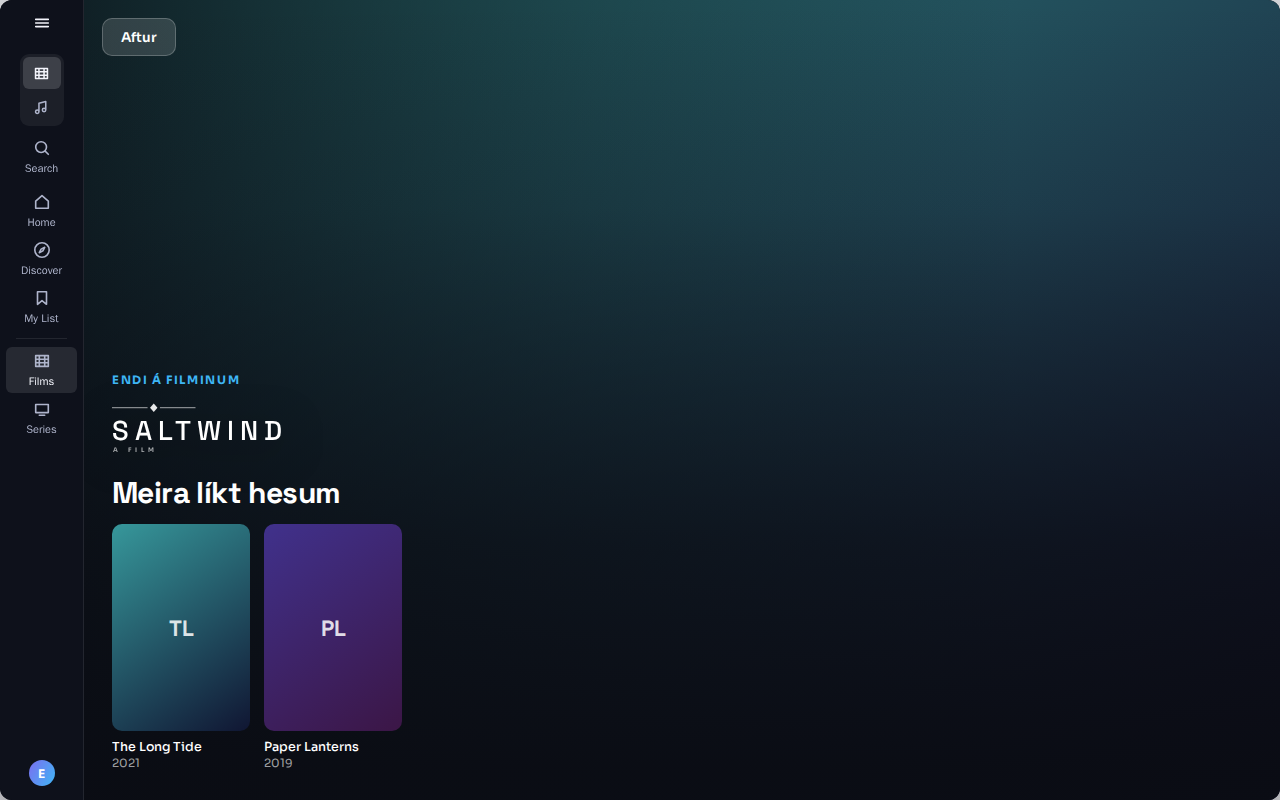 Aftur
Search
Home
Discover
My List
Films
Series
E
ENDI Á FILMINUM
SALTWIND
A FILM
Meira líkt hesum
TL
PL
The Long Tide
2021
Paper Lanterns
2019